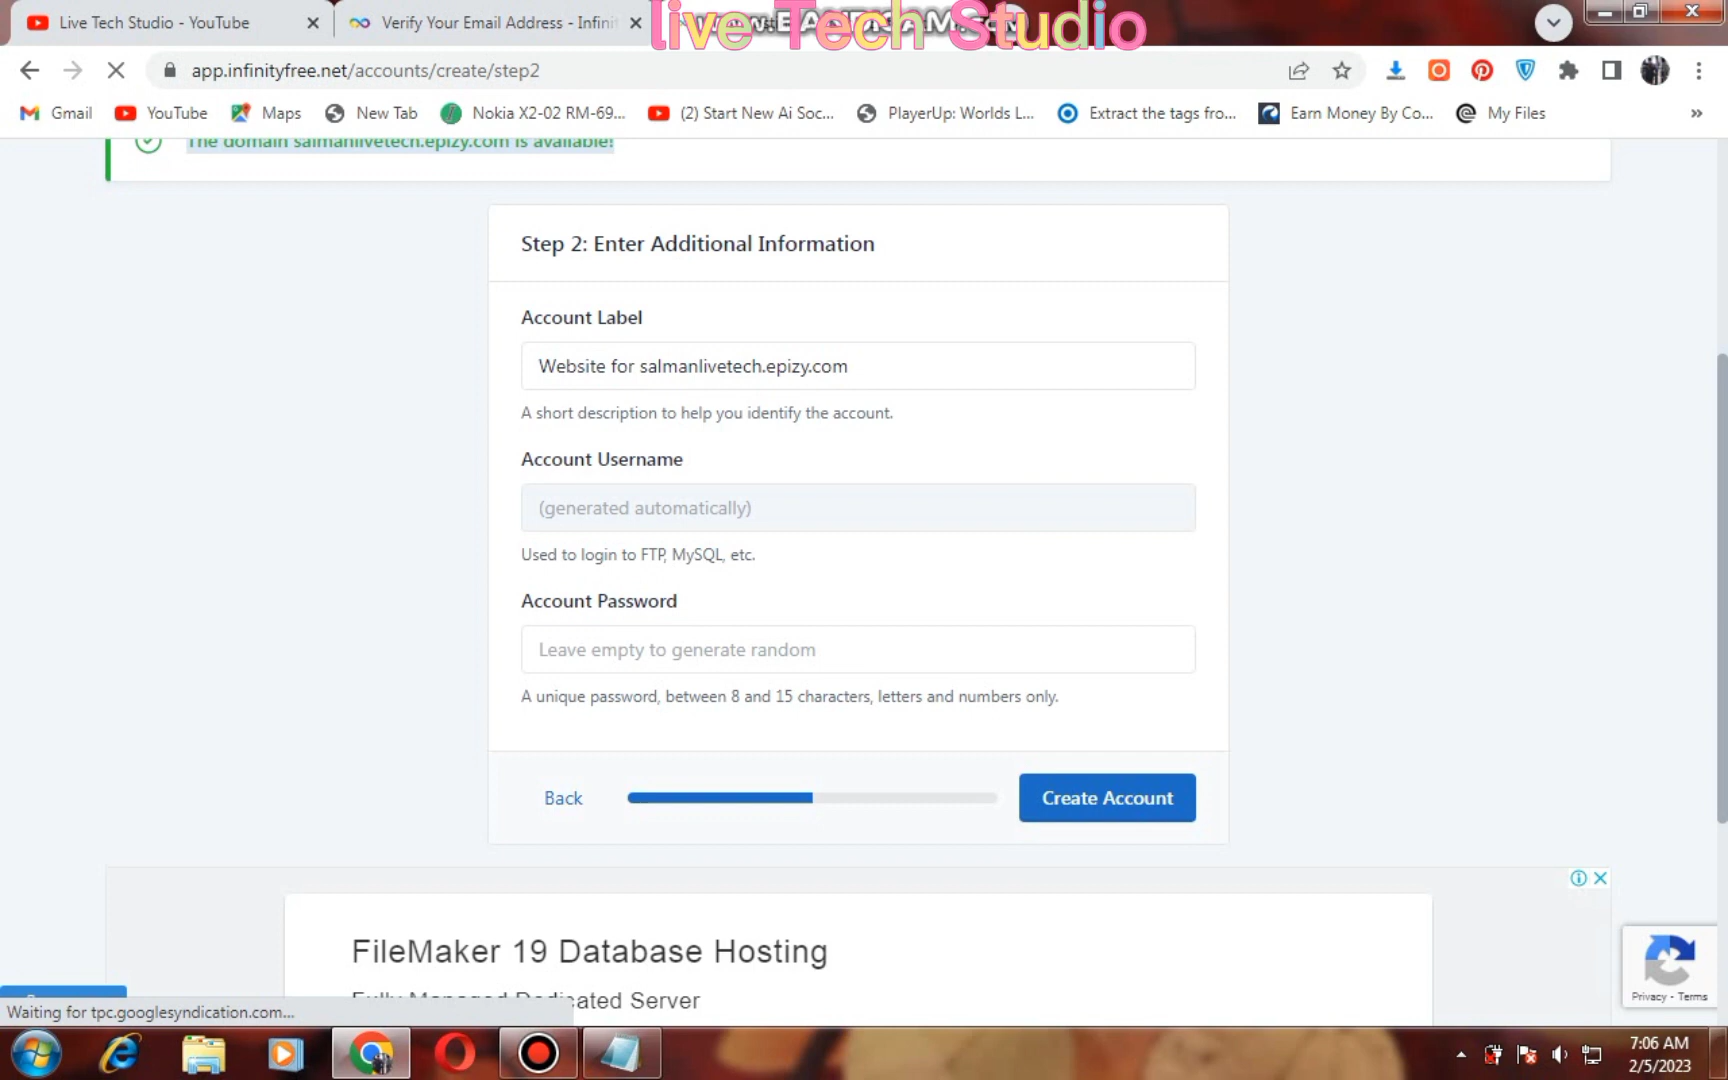 Live Tech Studio - YouTube
Verify Your Email Address - Infinit
live Tech Studio
app.infinityfree.net/accounts/create/step2
Gmail
YouTube
Maps
New Tab
Nokia X2-02 RM-69...
(2) Start New Ai Soc...
PlayerUp: Worlds L...
Extract the tags fro...
Earn Money By Co...
My Files
»
The domain salmanlivetech.epizy.com is available!
Step 2: Enter Additional Information
Account Label
Website for salmanlivetech.epizy.com
A short description to help you identify the account.
Account Username
(generated automatically)
Used to login to FTP, MySQL, etc.
Account Password
Leave empty to generate random
A unique password, between 8 and 15 characters, letters and numbers only.
Back
Create Account
FileMaker 19 Database Hosting
Fully Managed Dedicated Server
Privacy - Terms
Waiting for tpc.googlesyndication.com...
7:06 AM
2/5/2023